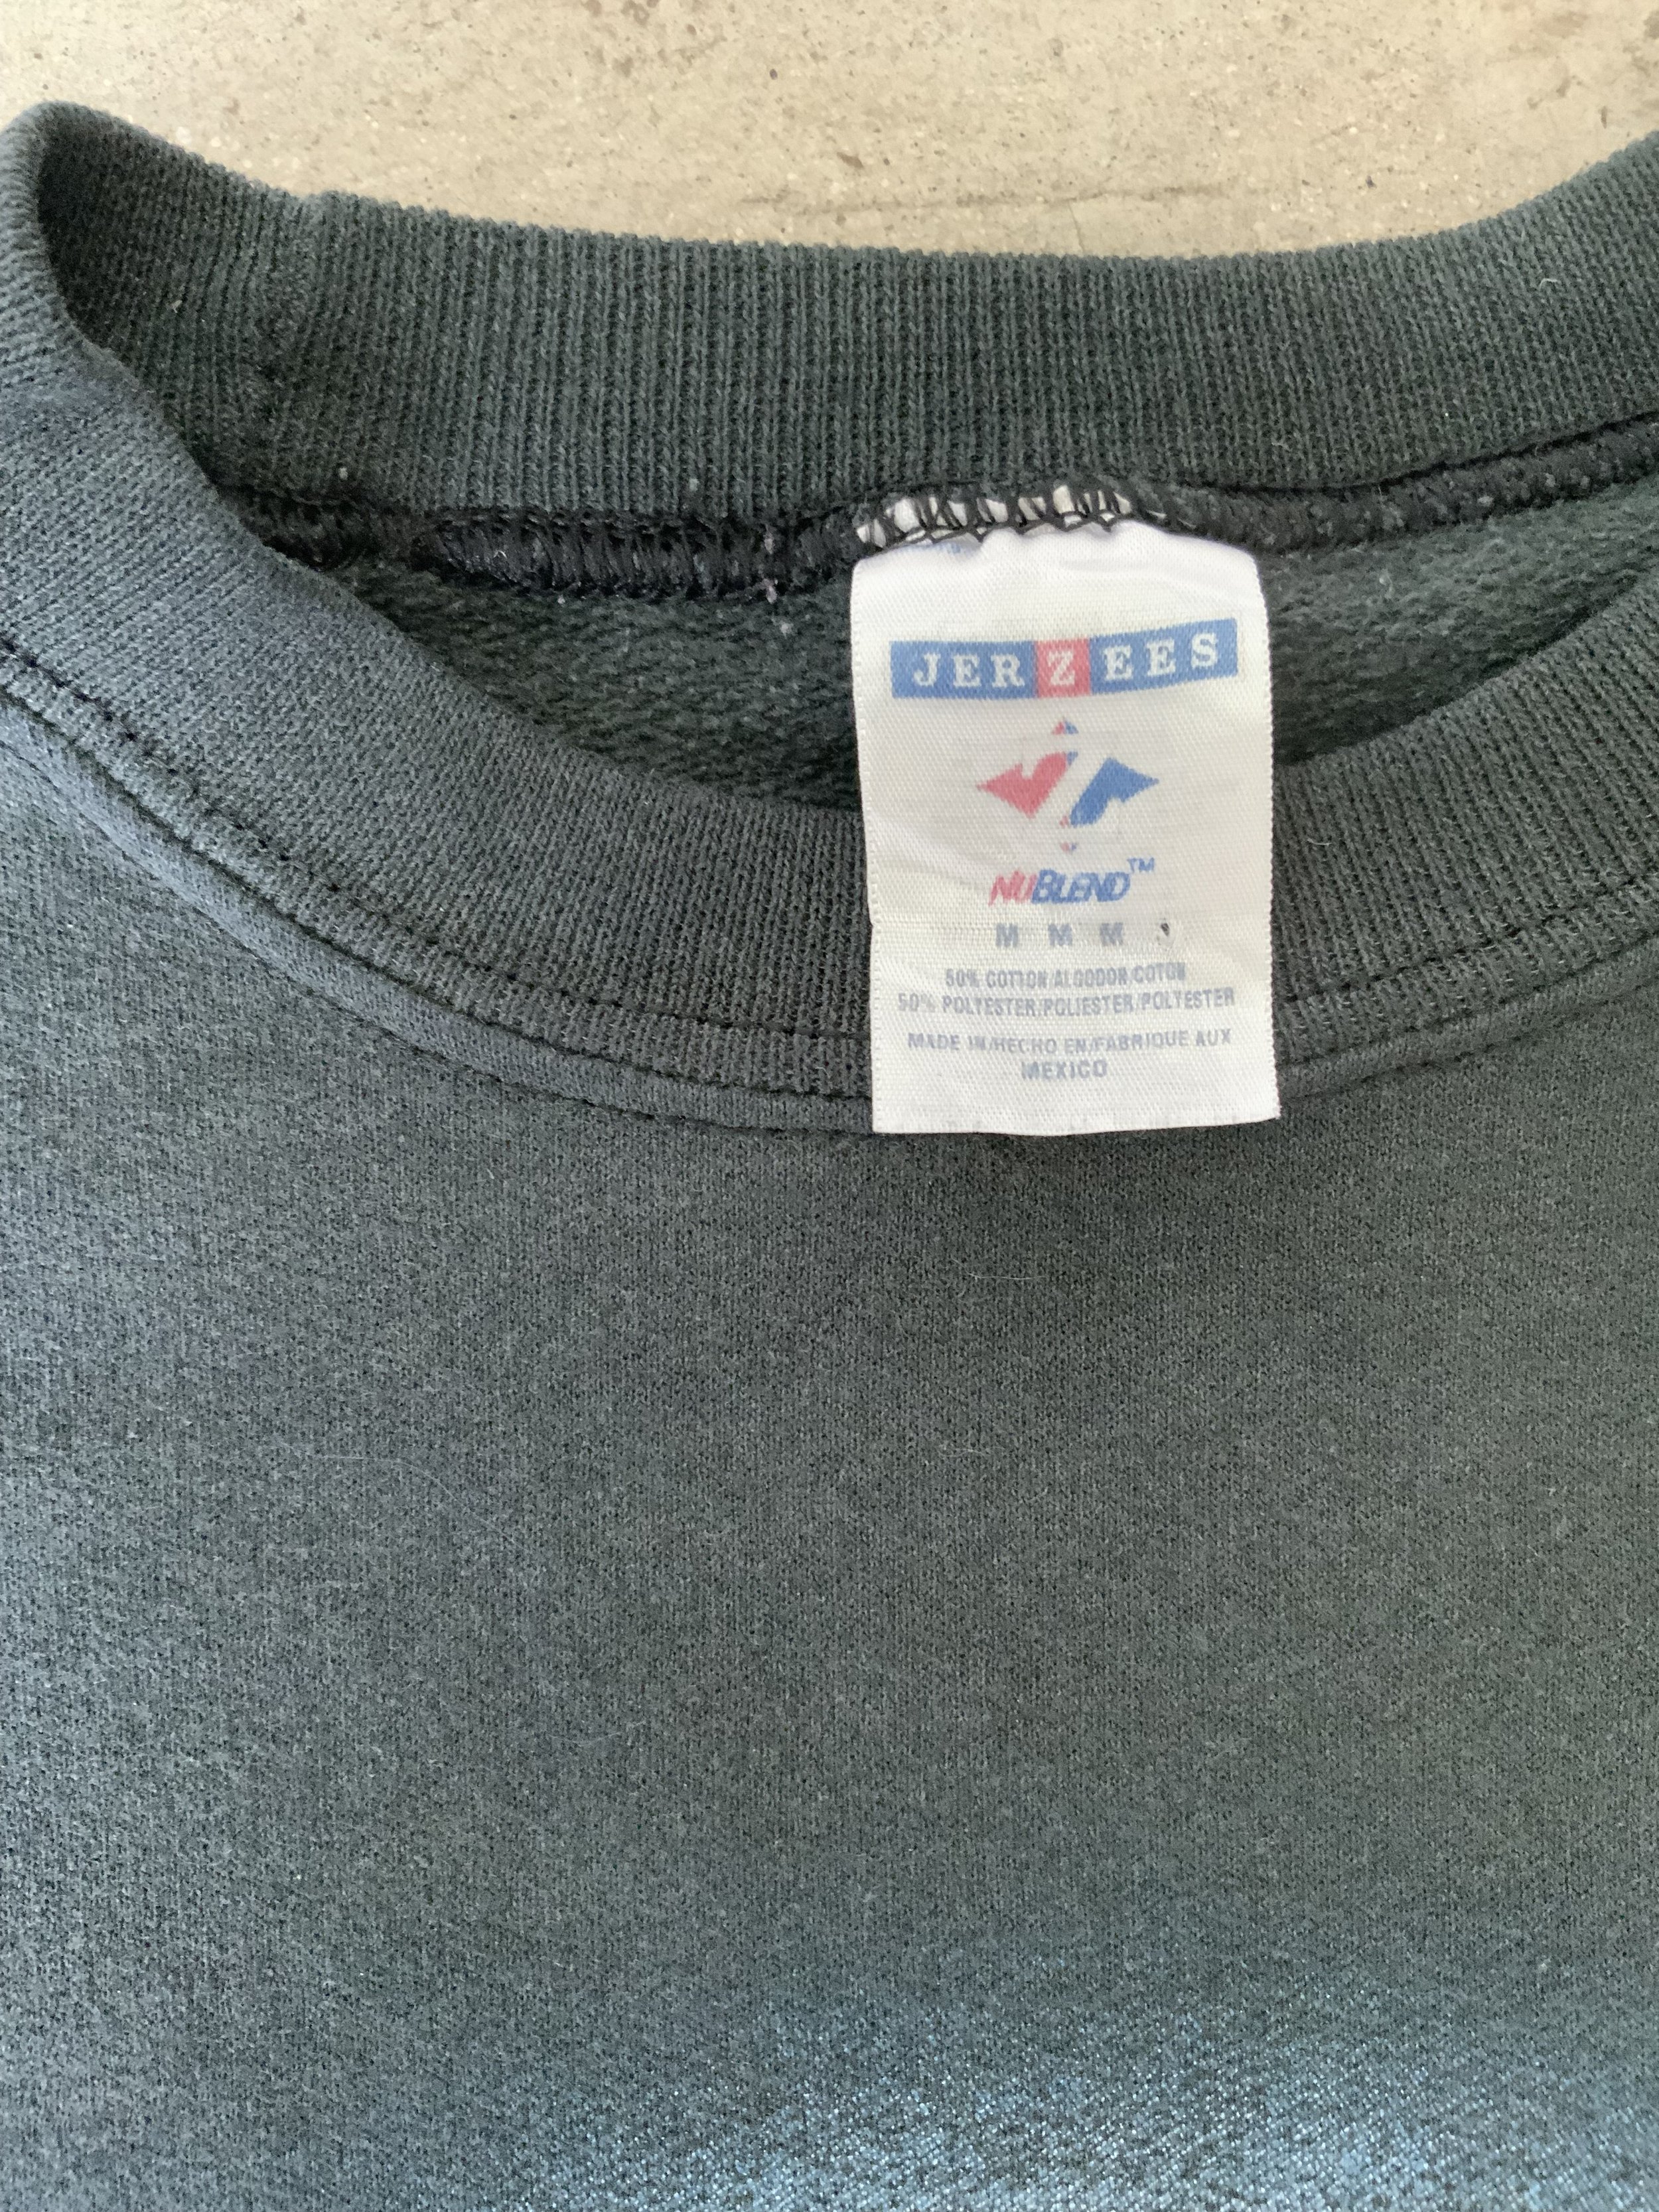 JERZEES
NUBLEND™
M M M
50% COTTON/ALGODON/COTON
50% POLYESTER/POLIESTER/POLYESTER
MADE IN/HECHO EN/FABRIQUE AUX
MEXICO